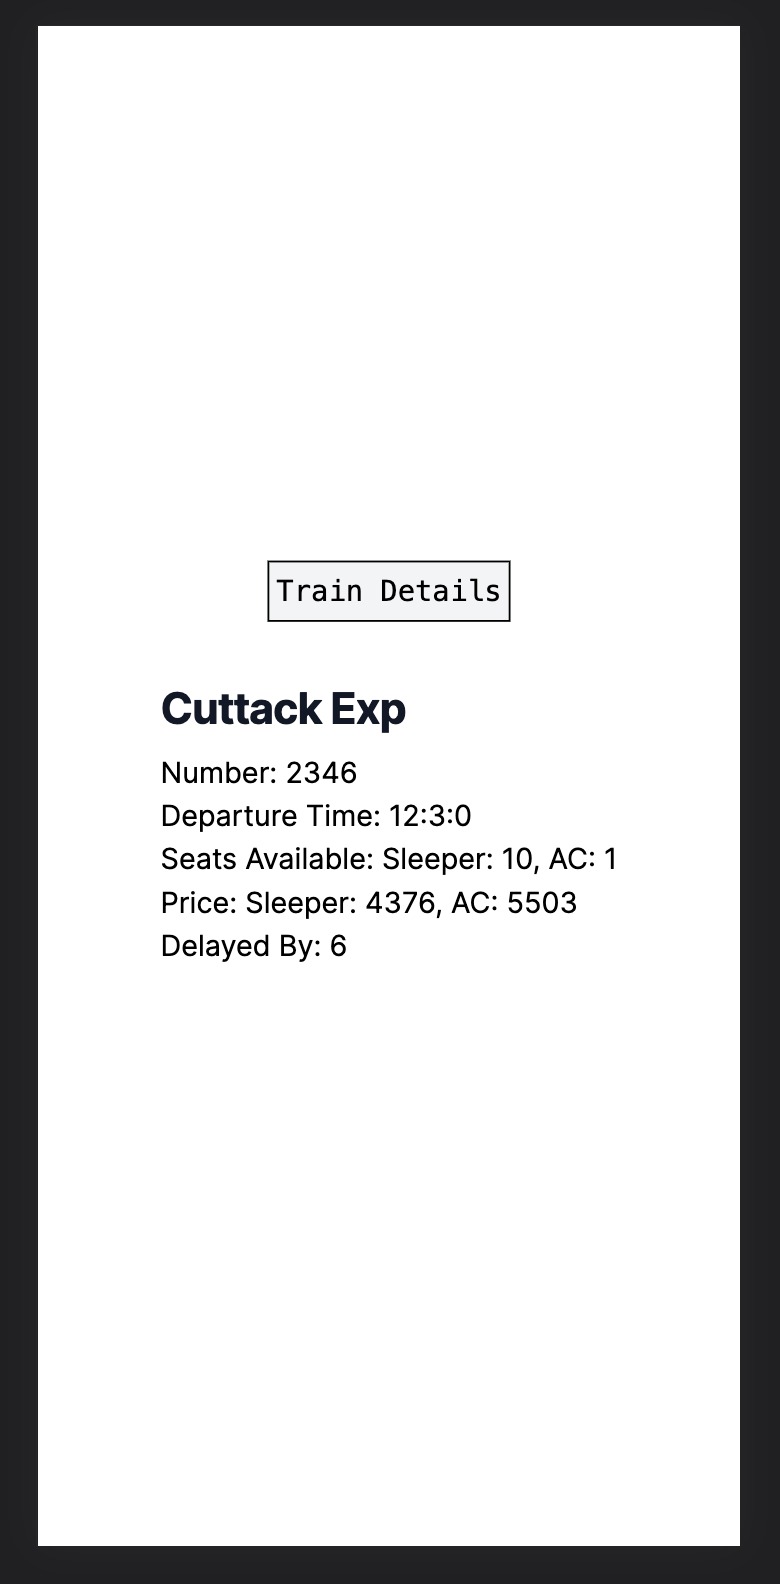 Train Details
Cuttack Exp
Number: 2346
Departure Time: 12:3:0
Seats Available: Sleeper: 10, AC: 1
Price: Sleeper: 4376, AC: 5503
Delayed By: 6